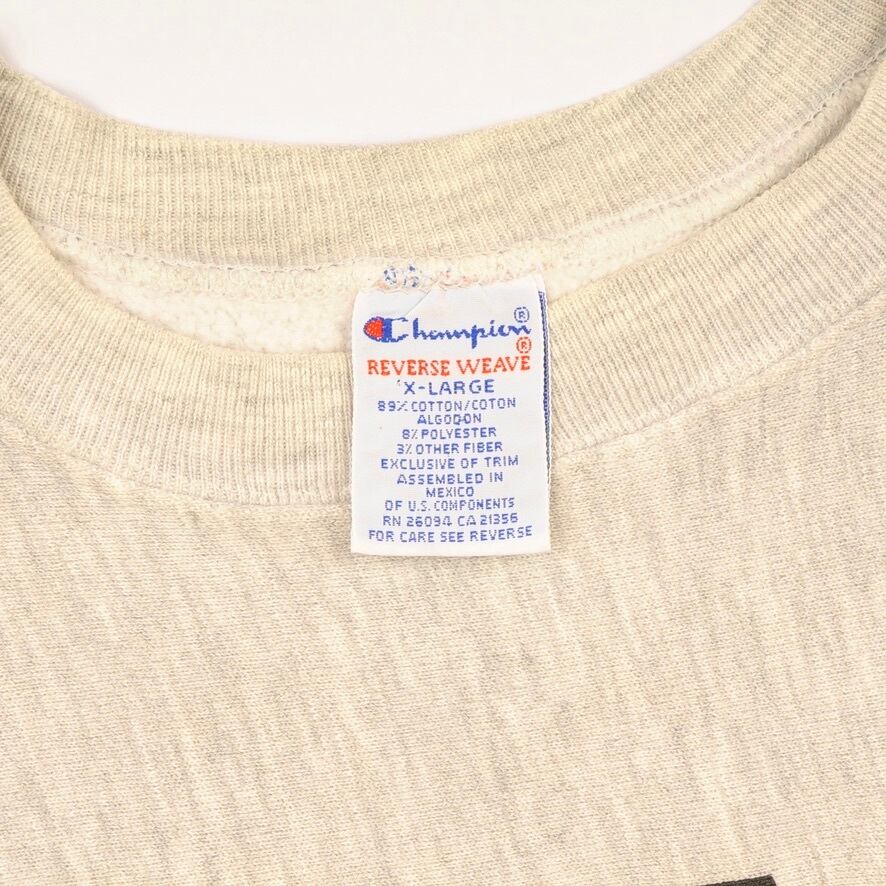 Champion®
REVERSE WEAVE®
X-LARGE
89% COTTON/COTON
ALGODON
8% POLYESTER
3% OTHER FIBER
EXCLUSIVE OF TRIM
ASSEMBLED IN
MEXICO
OF U.S. COMPONENTS
RN 26094 CA 21356
FOR CARE SEE REVERSE